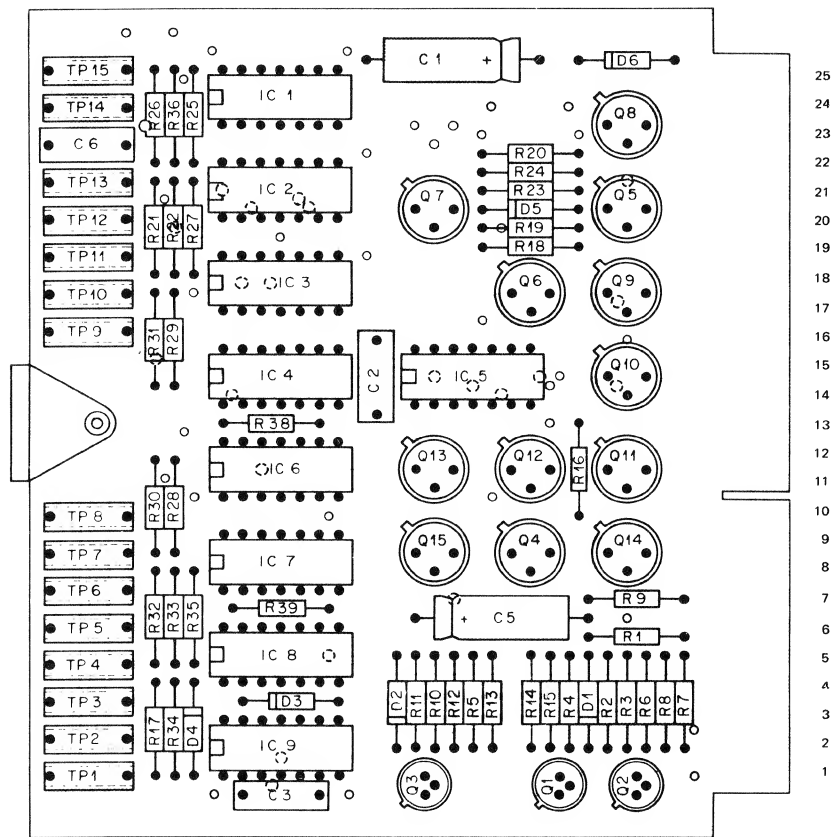 C 1 +
D6
TP15
TP14
C 6
TP13
TP12
TP11
TP10
TP9
TP8
TP7
TP6
TP5
TP4
TP3
TP2
TP1
R26
R36
R25
R21
R22
R27
R31
R29
R30
R28
R32
R33
R35
R17
R34
D4
IC 1
IC 2
IC 3
IC 4
R38
IC 6
IC 7
R39
IC 8
D3
IC 9
C 3
C 2
IC 5
Q8
R20
R24
R23
D5
R19
R18
Q7
Q5
Q6
Q9
Q10
Q13
Q12
R16
Q11
Q15
Q4
Q14
+ C 5
R9
R1
D2
R11
R10
R12
R5
R13
R14
R15
R4
D1
R2
R3
R6
R8
R7
Q3
Q1
Q2
25
24
23
22
21
20
19
18
17
16
15
14
13
12
11
10
9
8
7
6
5
4
3
2
1